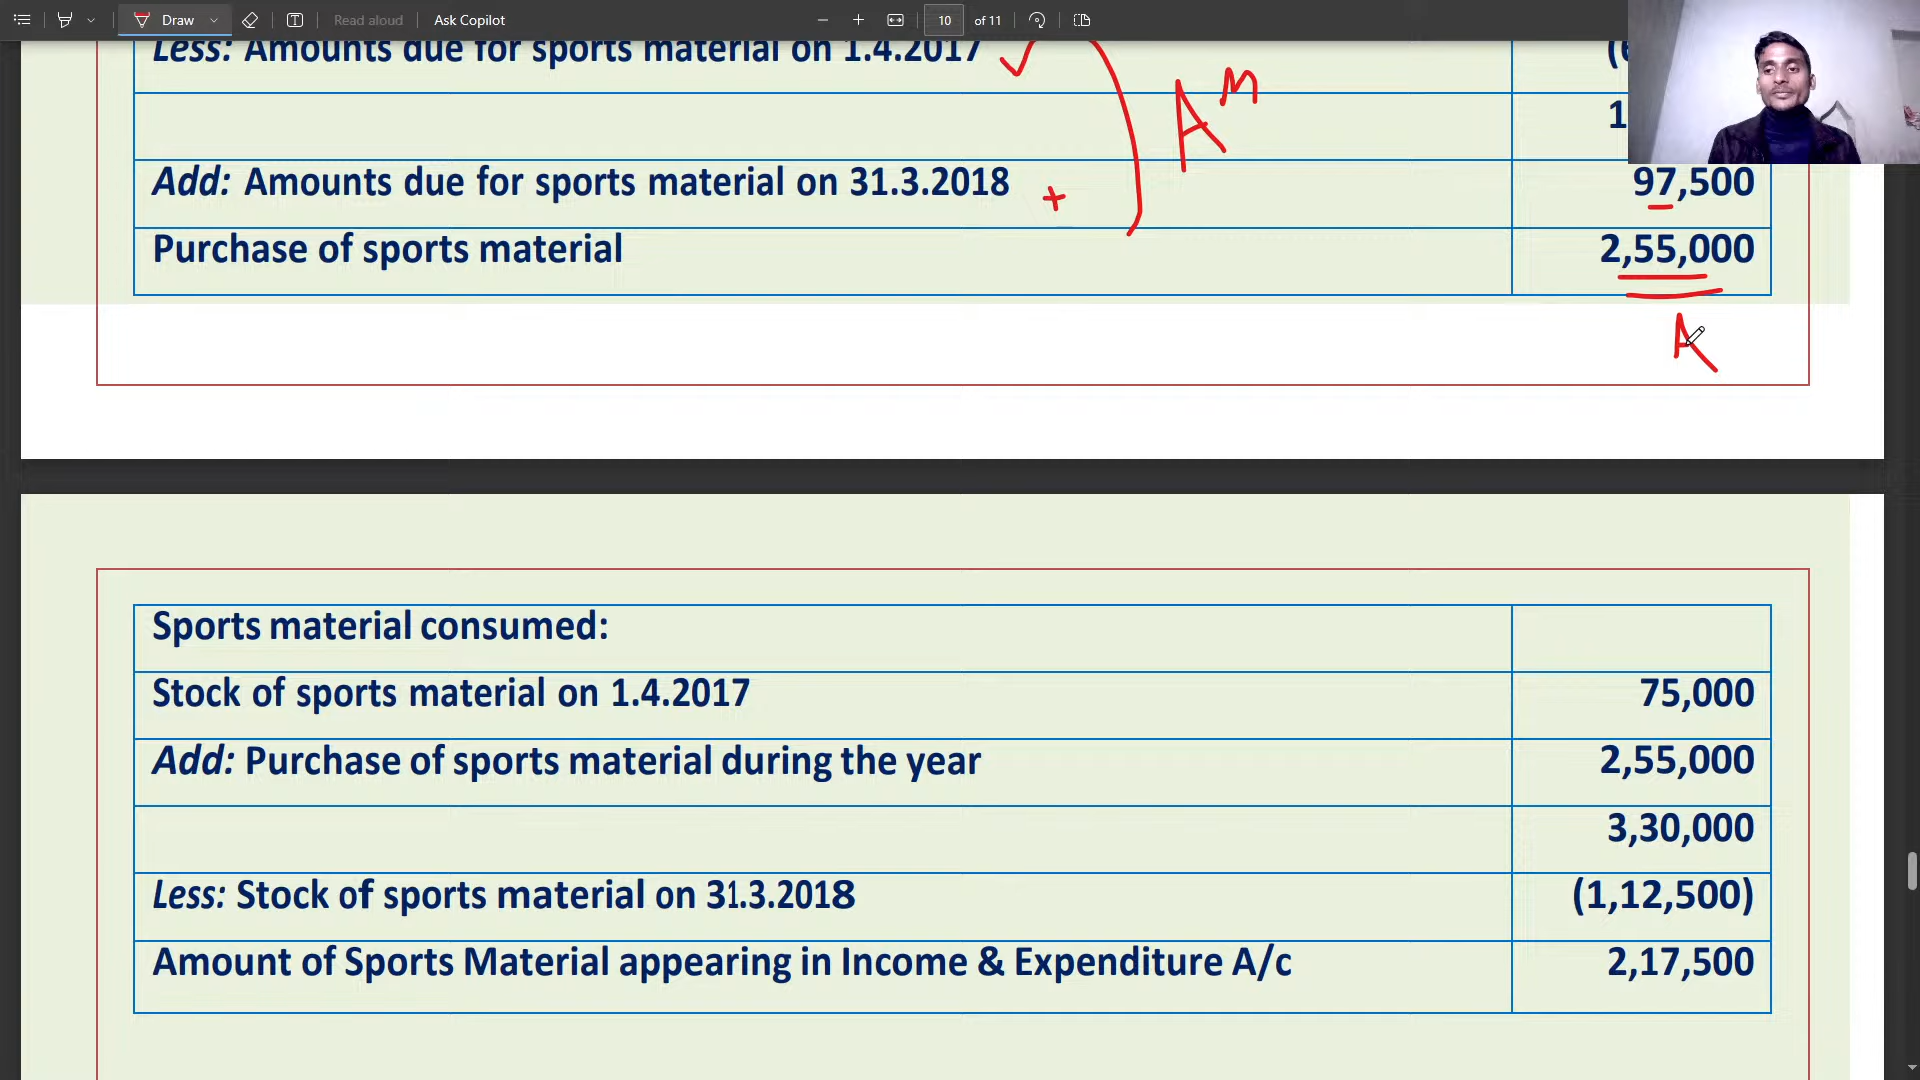 Draw Read aloud Ask Copilot 10 of 11
Less: Amounts due for sports material on 1.4.2017
Add: Amounts due for sports material on 31.3.2018 + 97,500
Purchase of sports material 2,55,000
A
Sports material consumed:
Stock of sports material on 1.4.2017 75,000
Add: Purchase of sports material during the year 2,55,000
3,30,000
Less: Stock of sports material on 31.3.2018 (1,12,500)
Amount of Sports Material appearing in Income & Expenditure A/c 2,17,500